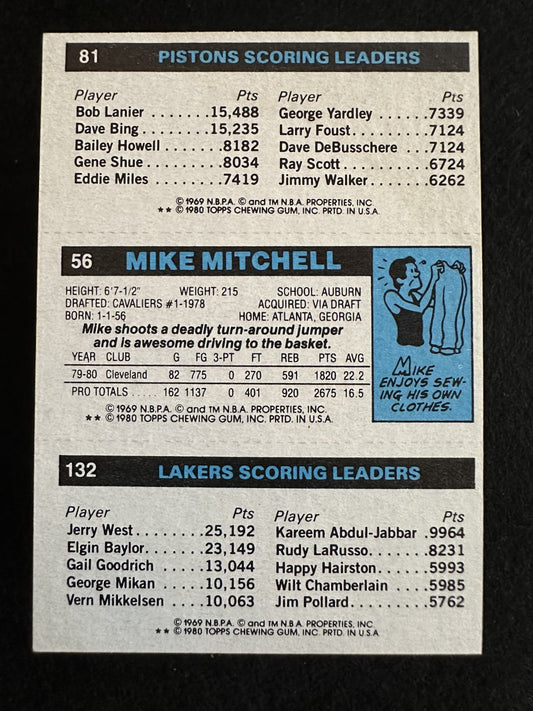 81 PISTONS SCORING LEADERS
Player Pts Player Pts
Bob Lanier . . . . . . . 15,488 George Yardley . . . . . 7339
Dave Bing . . . . . . . . 15,235 Larry Foust . . . . . . . . 7124
Bailey Howell . . . . . . 8182 Dave DeBusschere . . 7124
Gene Shue . . . . . . . . 8034 Ray Scott . . . . . . . . . 6724
Eddie Miles . . . . . . . . 7419 Jimmy Walker . . . . . . 6262
© 1969 N.B.P.A. © and TM N.B.A. PROPERTIES, INC.
★★ © 1980 TOPPS CHEWING GUM, INC. PRTD. IN U.S.A.
56 MIKE MITCHELL
HEIGHT: 6'7-1/2" WEIGHT: 215 SCHOOL: AUBURN
DRAFTED: CAVALIERS #1-1978 ACQUIRED: VIA DRAFT
BORN: 1-1-56 HOME: ATLANTA, GEORGIA
Mike shoots a deadly turn-around jumper
and is awesome driving to the basket.
YEAR CLUB G FG 3-PT FT REB PTS AVG
79-80 Cleveland 82 775 0 270 591 1820 22.2
PRO TOTALS . . . . . 162 1137 0 401 920 2675 16.5
© 1969 N.B.P.A. © and TM N.B.A. PROPERTIES, INC.
★★ © 1980 TOPPS CHEWING GUM, INC. PRTD. IN U.S.A.
MIKE
ENJOYS SEW-
ING HIS OWN
CLOTHES.
132 LAKERS SCORING LEADERS
Player Pts Player Pts
Jerry West . . . . . . . . 25,192 Kareem Abdul-Jabbar . 9964
Elgin Baylor . . . . . . . 23,149 Rudy LaRusso . . . . . . 8231
Gail Goodrich . . . . . 13,044 Happy Hairston . . . . . 5993
George Mikan . . . . . 10,156 Wilt Chamberlain . . . . 5985
Vern Mikkelsen . . . . 10,063 Jim Pollard . . . . . . . . . 5762
© 1969 N.B.P.A. © and TM N.B.A. PROPERTIES, INC.
★★ © 1980 TOPPS CHEWING GUM, INC. PRTD. IN U.S.A.